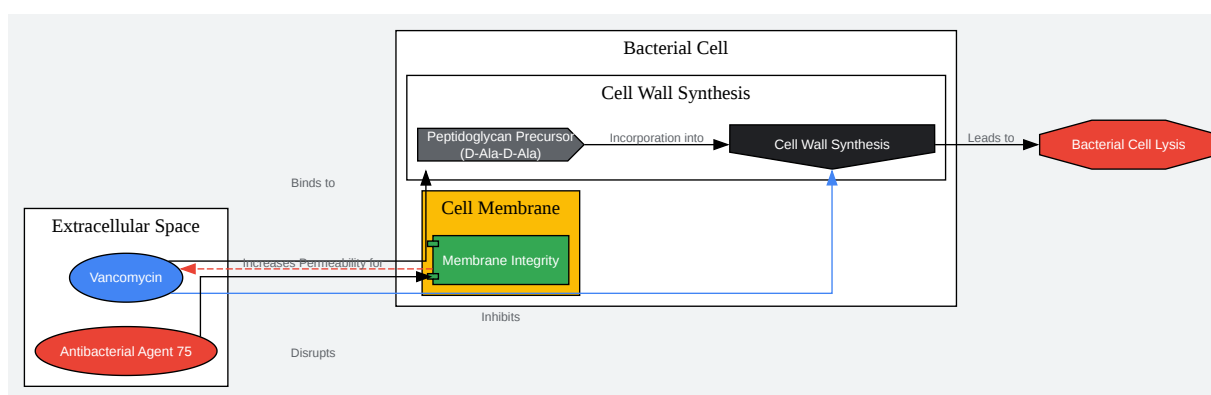 Bacterial Cell
Cell Wall Synthesis
Peptidoglycan Precursor
(D-Ala-D-Ala)
Incorporation into
Cell Wall Synthesis
Leads to
Bacterial Cell Lysis
Binds to
Cell Membrane
Extracellular Space
Membrane Integrity
Increases Permeability for
Vancomycin
Inhibits
Antibacterial Agent 75
Disrupts